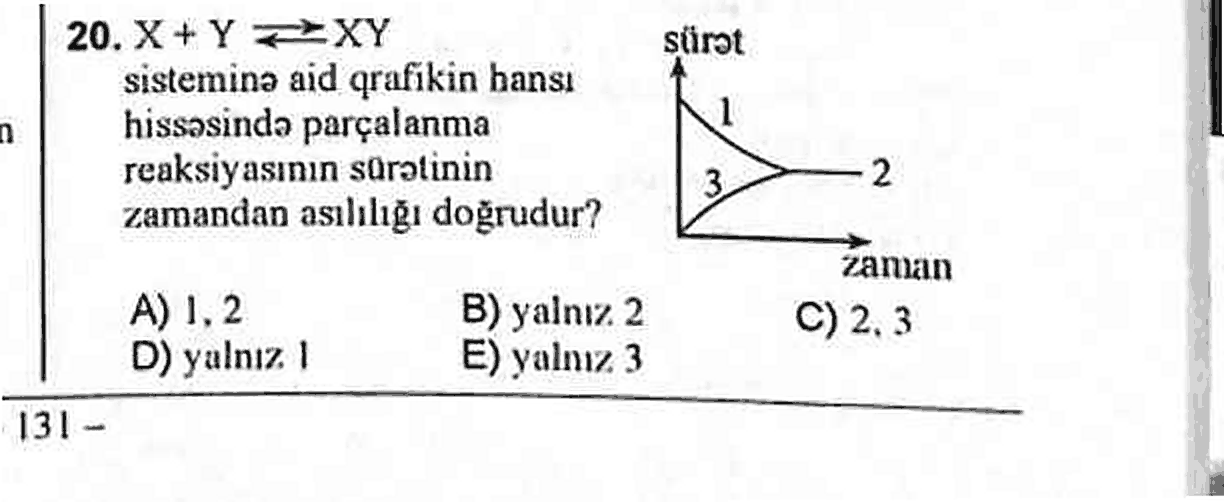 20. X + Y ⇄ XY
sisteminə aid qrafikin hansı
hissəsində parçalanma
reaksiyasının sürətinin
zamandan asılılığı doğrudur?
sürət
1
3
2
zaman
A) 1, 2 B) yalnız 2 C) 2, 3
D) yalnız 1 E) yalnız 3
131 –
n